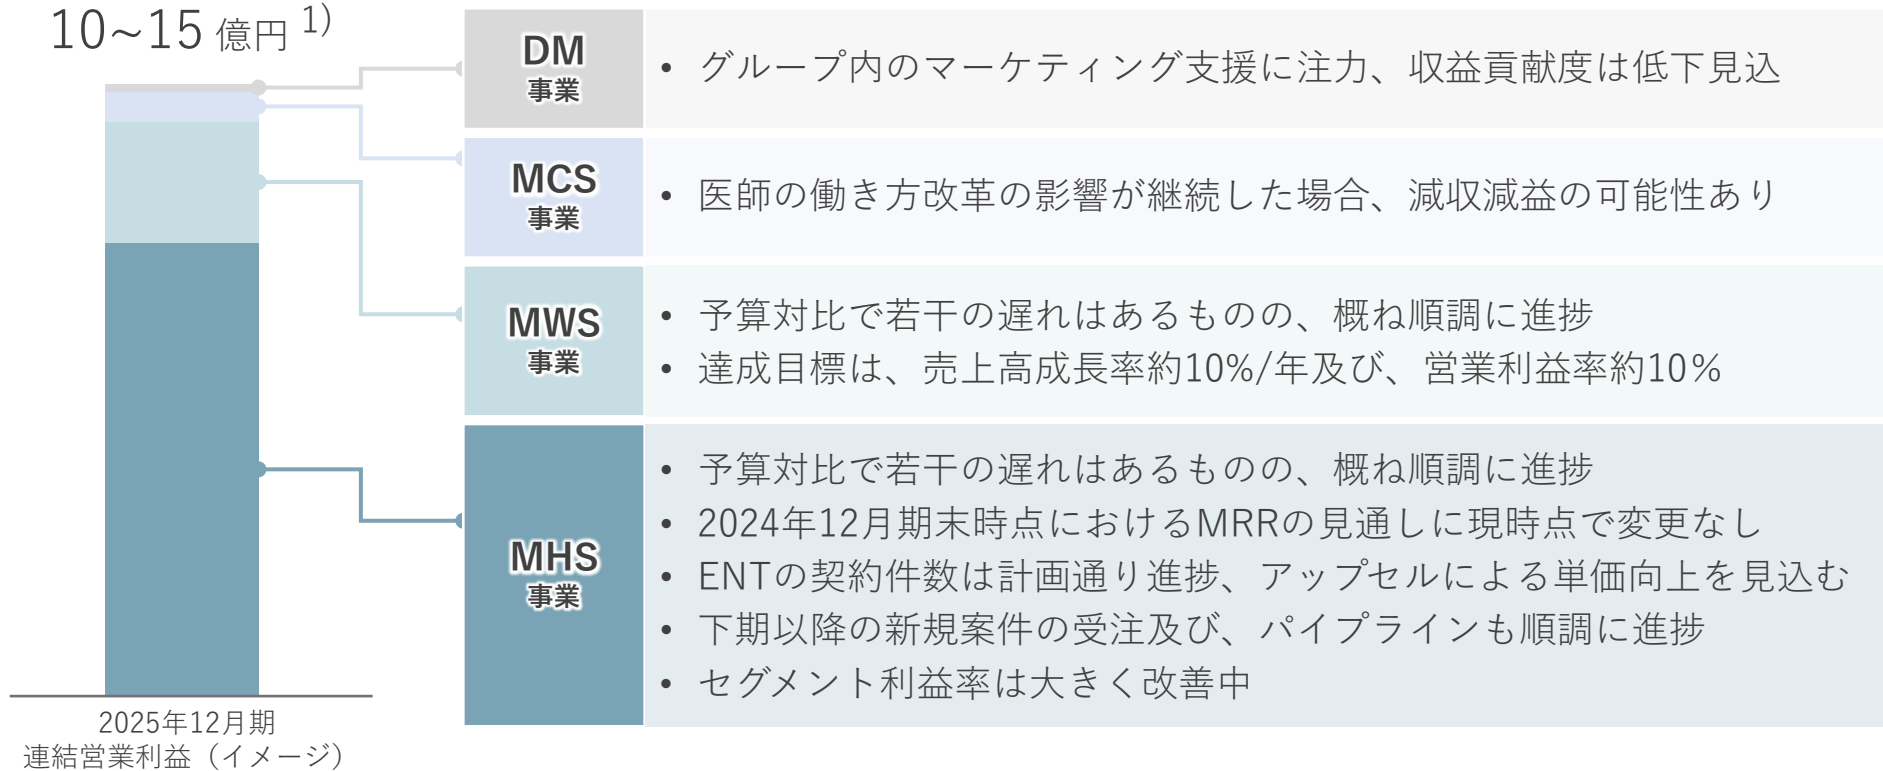 10~15 億円 1)
DM
事業
• グループ内のマーケティング支援に注力、収益貢献度は低下見込
MCS
事業
• 医師の働き方改革の影響が継続した場合、減収減益の可能性あり
MWS
事業
• 予算対比で若干の遅れはあるものの、概ね順調に進捗
• 達成目標は、売上高成長率約10%/年及び、営業利益率約10%
MHS
事業
• 予算対比で若干の遅れはあるものの、概ね順調に進捗
• 2024年12月期末時点におけるMRRの見通しに現時点で変更なし
• ENTの契約件数は計画通り進捗、アップセルによる単価向上を見込む
• 下期以降の新規案件の受注及び、パイプラインも順調に進捗
• セグメント利益率は大きく改善中
2025年12月期
連結営業利益（イメージ）